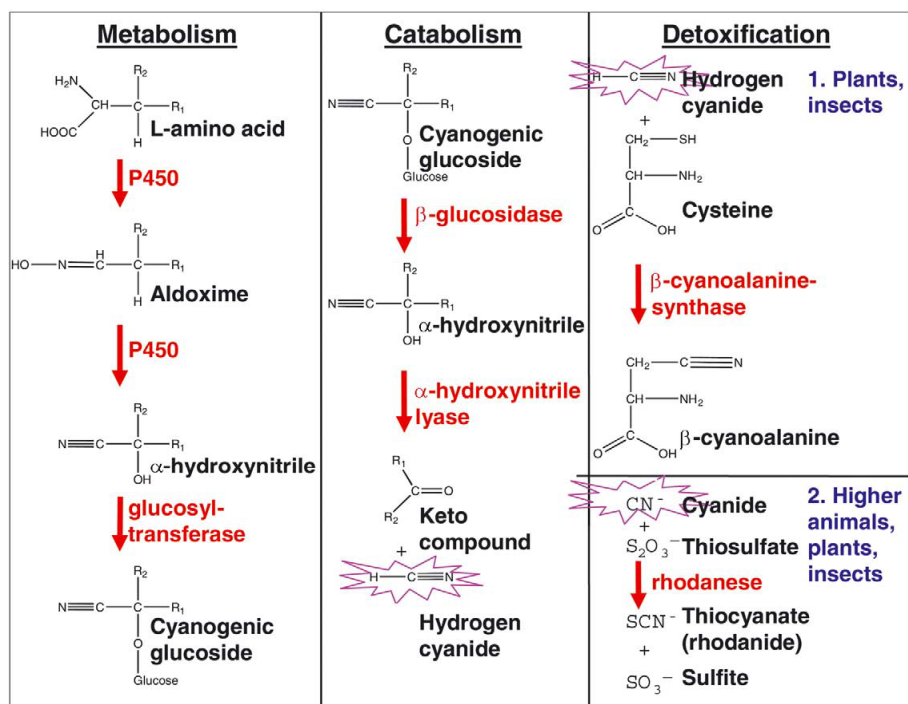 Metabolism
H₂N
R₂
CH
C
R₁
HOOC
H
L-amino acid
P450
R₂
HO
N
H
C
CH
R₁
H
Aldoxime
P450
R₂
N
C
C
R₁
OH
α-hydroxynitrile
glucosyl-
transferase
R₂
N
C
C
R₁
O
Glucose
Cyanogenic
glucoside
Catabolism
R₂
N
C
C
R₁
O
Glucose
Cyanogenic
glucoside
β-glucosidase
R₂
N
C
C
R₁
OH
α-hydroxynitrile
α-hydroxynitrile
lyase
R₁
C
O
R₂
Keto
compound
+
H
C
N
Hydrogen
cyanide
Detoxification
H
C
N
Hydrogen
cyanide
1. Plants,
insects
+
CH₂
SH
CH
NH₂
C
O
OH
Cysteine
β-cyanoalanine-
synthase
CH₂
C
N
CH
NH₂
C
O
OH
β-cyanoalanine
CN⁻ Cyanide
2. Higher
animals,
plants,
insects
+
S₂O₃⁻ Thiosulfate
rhodanese
SCN⁻ Thiocyanate
(rhodanide)
+
SO₃⁻ Sulfite